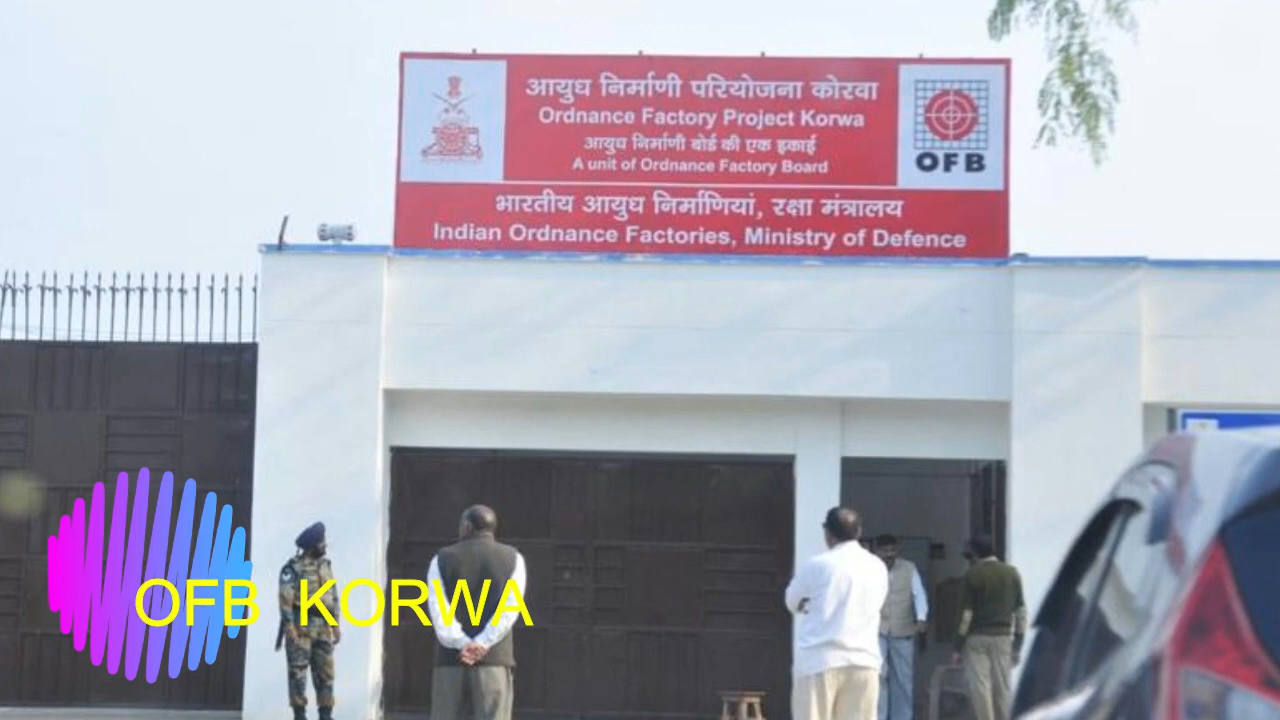 आयुध निर्माणी परियोजना कोरवा
Ordnance Factory Project Korwa
आयुध निर्माणी बोर्ड की एक इकाई
A unit of Ordnance Factory Board
OFB
भारतीय आयुध निर्माणियां, रक्षा मंत्रालय
Indian Ordnance Factories, Ministry of Defence
OFB KORWA